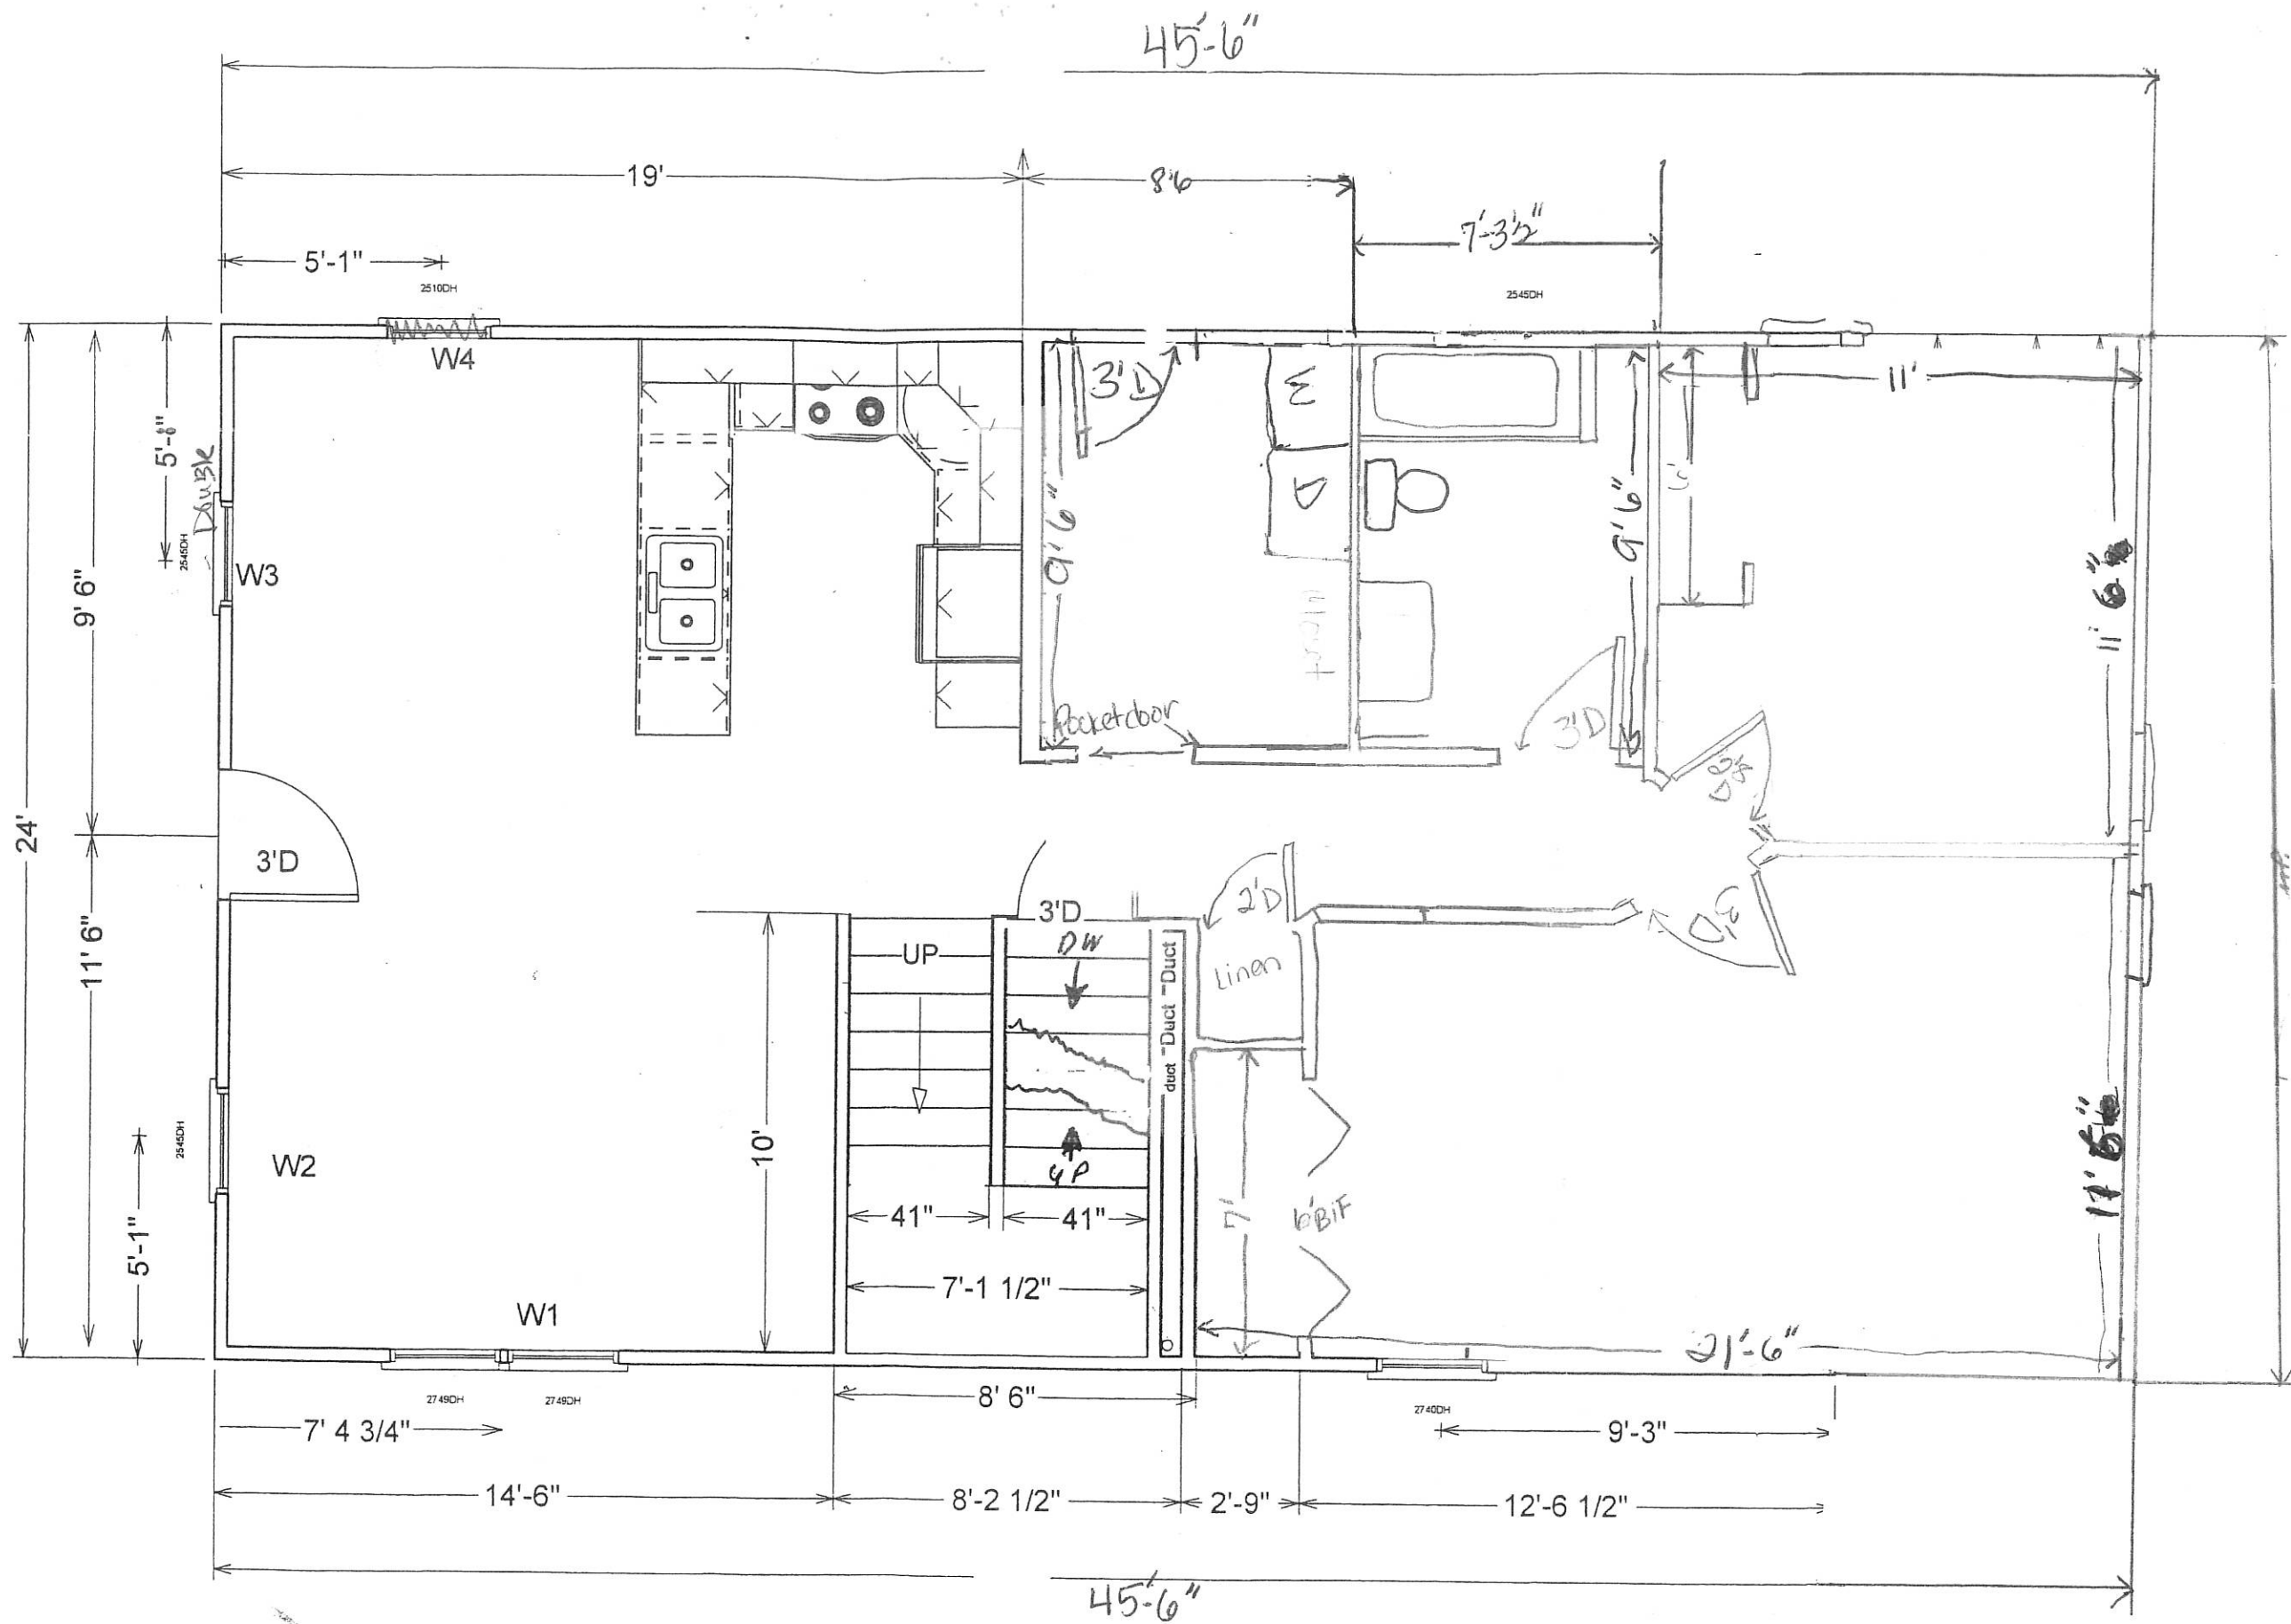 45'-6"
19'
8'6
7'-3½"
5'-1"
2510DH
2545DH
W4
3'D
W
11'
5'-8"
Double
2545DH
W3
D
9'6"
9'6"
11' 6"
9' 6"
24'
Pocketdoor
3'D
2'8
D
3'D
3'D
2'D
3'D
UP
DW
Duct
Duct
duct
Linen
11' 6"
10'
2545DH
W2
5'-1"
UP
41"
41"
7'
6'BiF
7'-1 1/2"
W1
21'-6"
2749DH
2749DH
8' 6"
2740DH
7' 4 3/4"
9'-3"
14'-6"
8'-2 1/2"
2'-9"
12'-6 1/2"
45'-6"